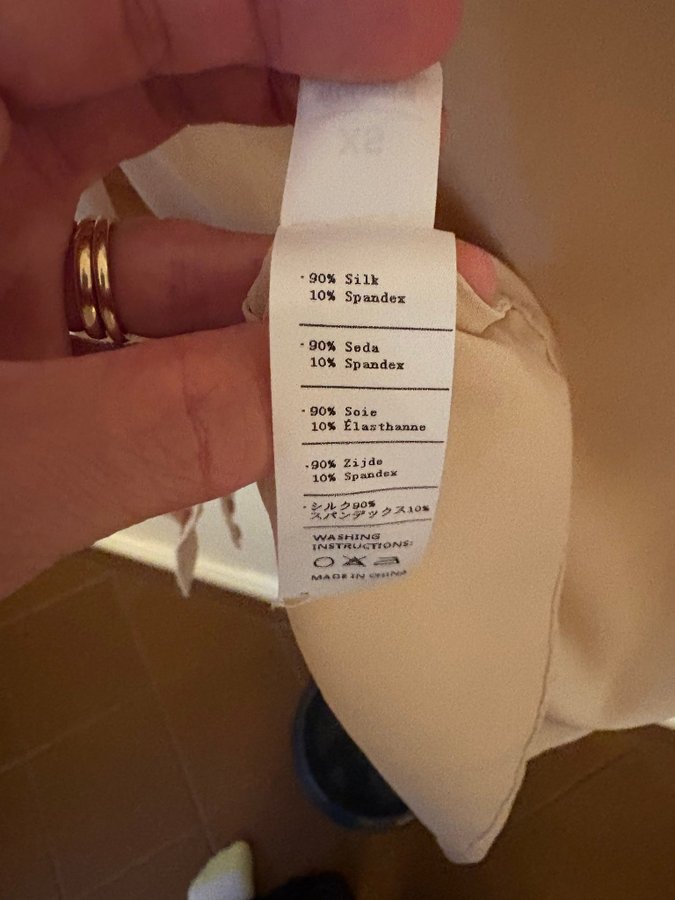 · 90% Silk
10% Spandex
· 90% Seda
10% Spandex
· 90% Soie
10% Élasthanne
· 90% Zijde
10% Spandex
· シルク90%
スパンデックス10%
WASHING
INSTRUCTIONS:
MADE IN CHINA